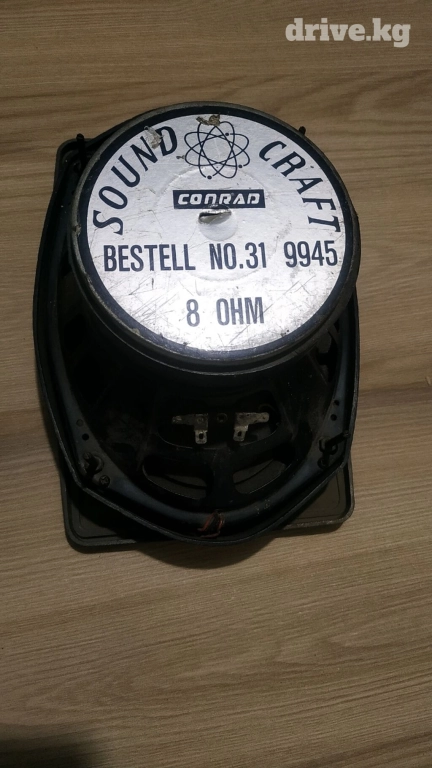 drive.kg
SOUND CRAFT
CONRAD
BESTELL NO.31 9945
8 OHM